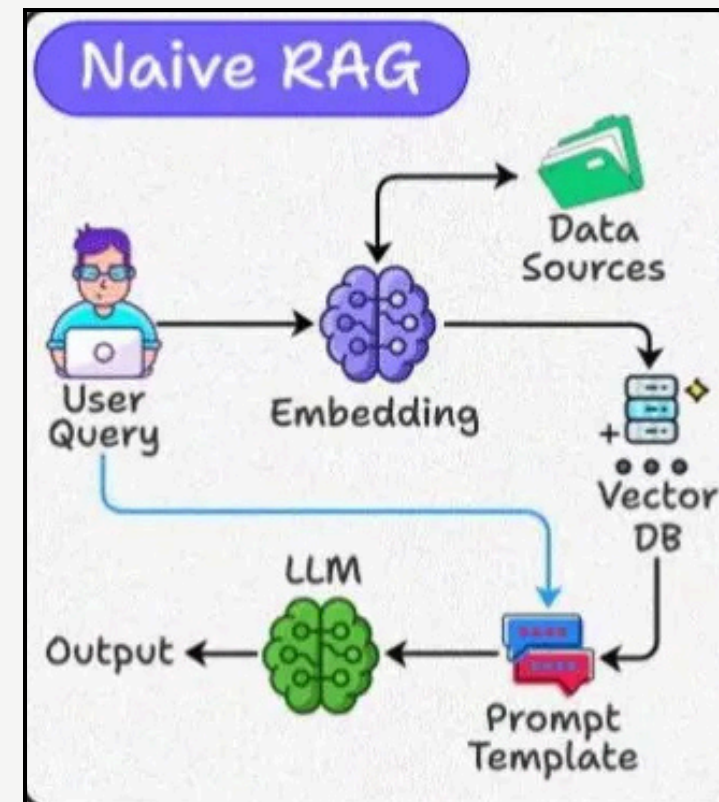 Naive RAG
Data
Sources
User
Query
Embedding
Vector
DB
LLM
Output
Prompt
Template